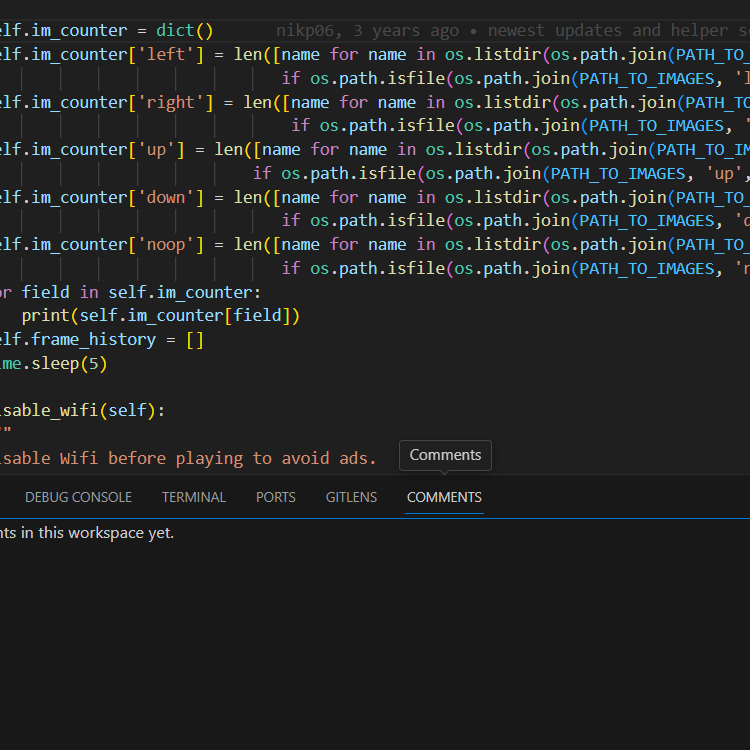 elf.im_counter = dict() nikp06, 3 years ago • newest updates and helper sc
elf.im_counter['left'] = len([name for name in os.listdir(os.path.join(PATH_TO_
if os.path.isfile(os.path.join(PATH_TO_IMAGES, 'l
elf.im_counter['right'] = len([name for name in os.listdir(os.path.join(PATH_TO
if os.path.isfile(os.path.join(PATH_TO_IMAGES, '
elf.im_counter['up'] = len([name for name in os.listdir(os.path.join(PATH_TO_IM
if os.path.isfile(os.path.join(PATH_TO_IMAGES, 'up',
elf.im_counter['down'] = len([name for name in os.listdir(os.path.join(PATH_TO_
if os.path.isfile(os.path.join(PATH_TO_IMAGES, 'd
elf.im_counter['noop'] = len([name for name in os.listdir(os.path.join(PATH_TO_
if os.path.isfile(os.path.join(PATH_TO_IMAGES, 'n
or field in self.im_counter:
print(self.im_counter[field])
elf.frame_history = []
ime.sleep(5)
isable_wifi(self):
""
isable Wifi before playing to avoid ads.
Comments
DEBUG CONSOLE TERMINAL PORTS GITLENS COMMENTS
nts in this workspace yet.